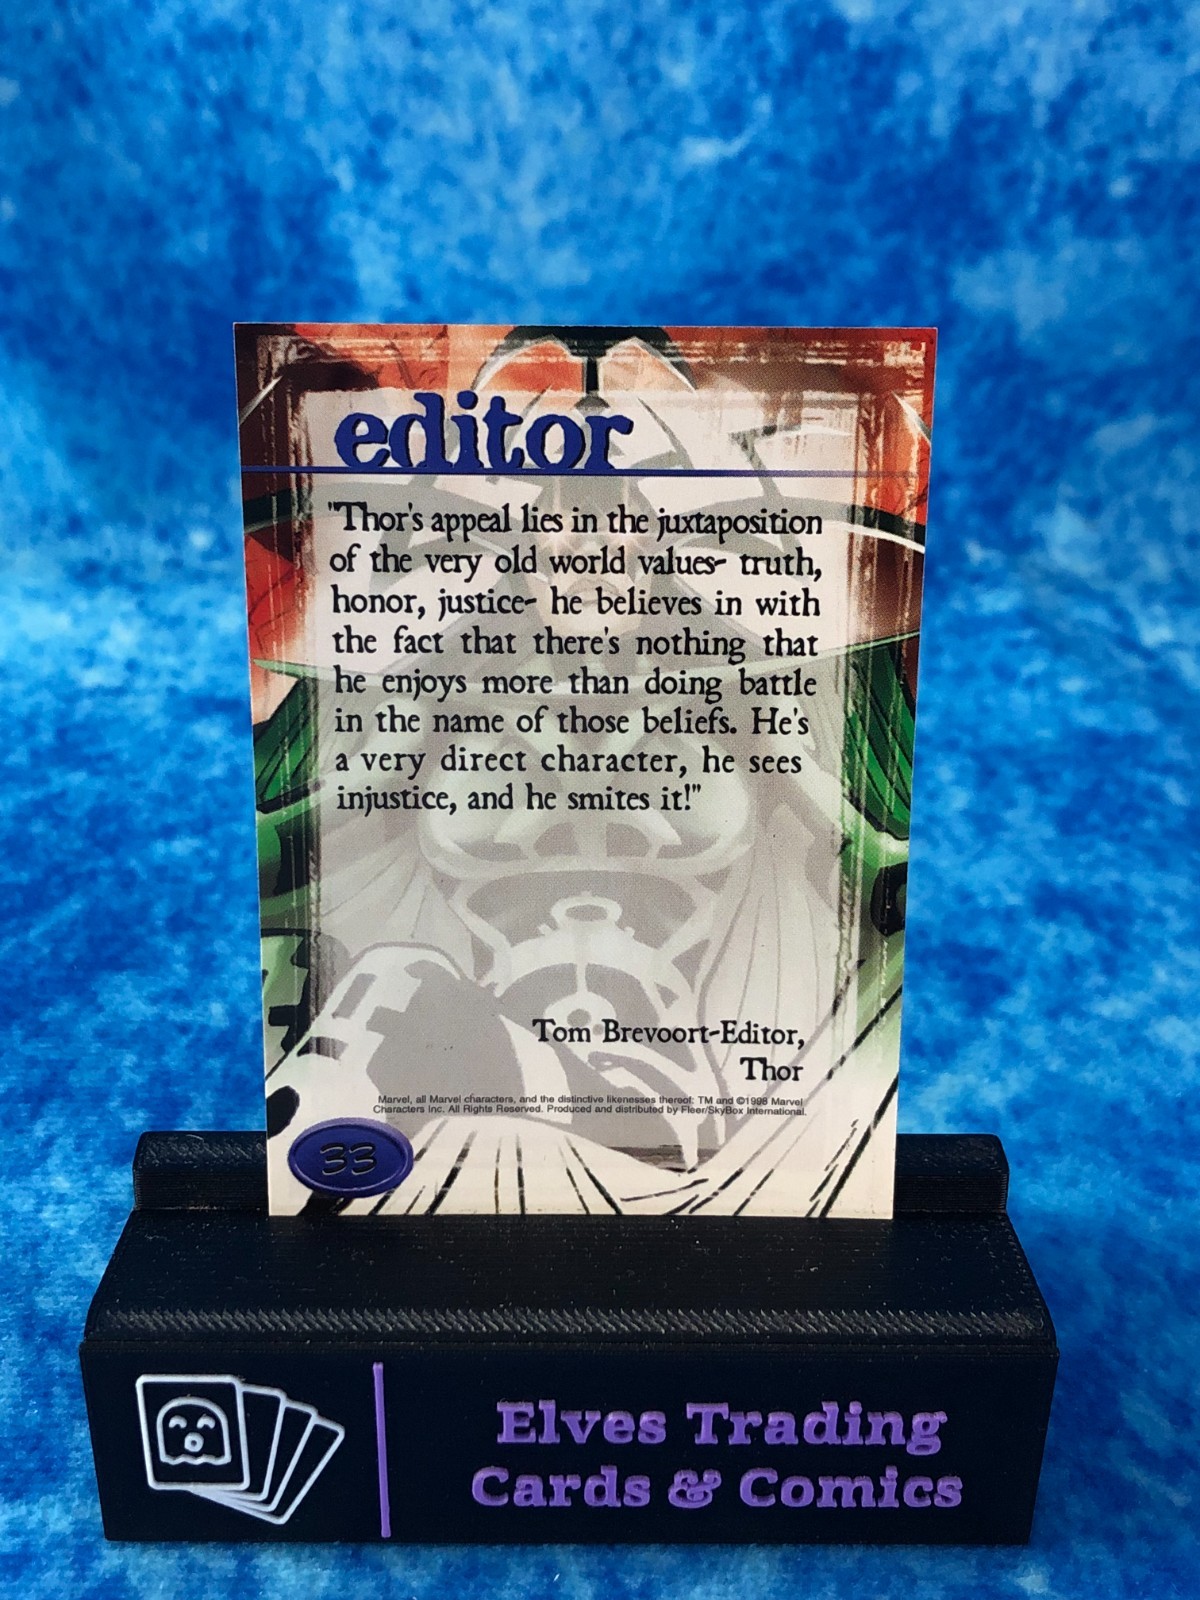 editor
"Thor's appeal lies in the juxtaposition
of the very old world values- truth,
honor, justice- he believes in with
the fact that there's nothing that
he enjoys more than doing battle
in the name of those beliefs. He's
a very direct character, he sees
injustice, and he smites it!"
Tom Brevoort-Editor,
Thor
Marvel, all Marvel characters, and the distinctive likenesses thereof: TM and ©1998 Marvel
Characters Inc. All Rights Reserved. Produced and distributed by Fleer/SkyBox International.
33
Elves Trading
Cards & Comics